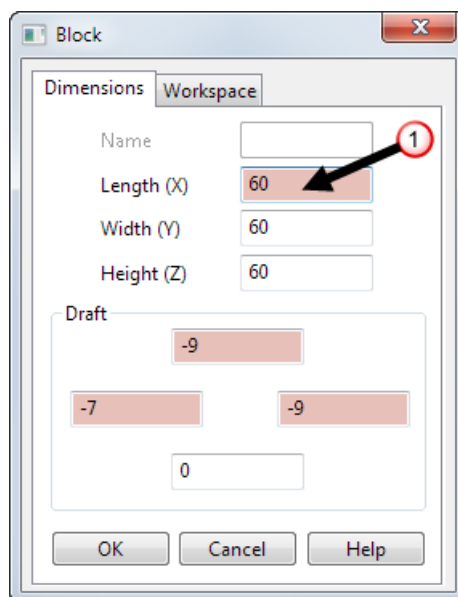 Block
Dimensions Workspace
Name
1
Length (X) 60
Width (Y) 60
Height (Z) 60
Draft
-9
-7 -9
0
OK Cancel Help